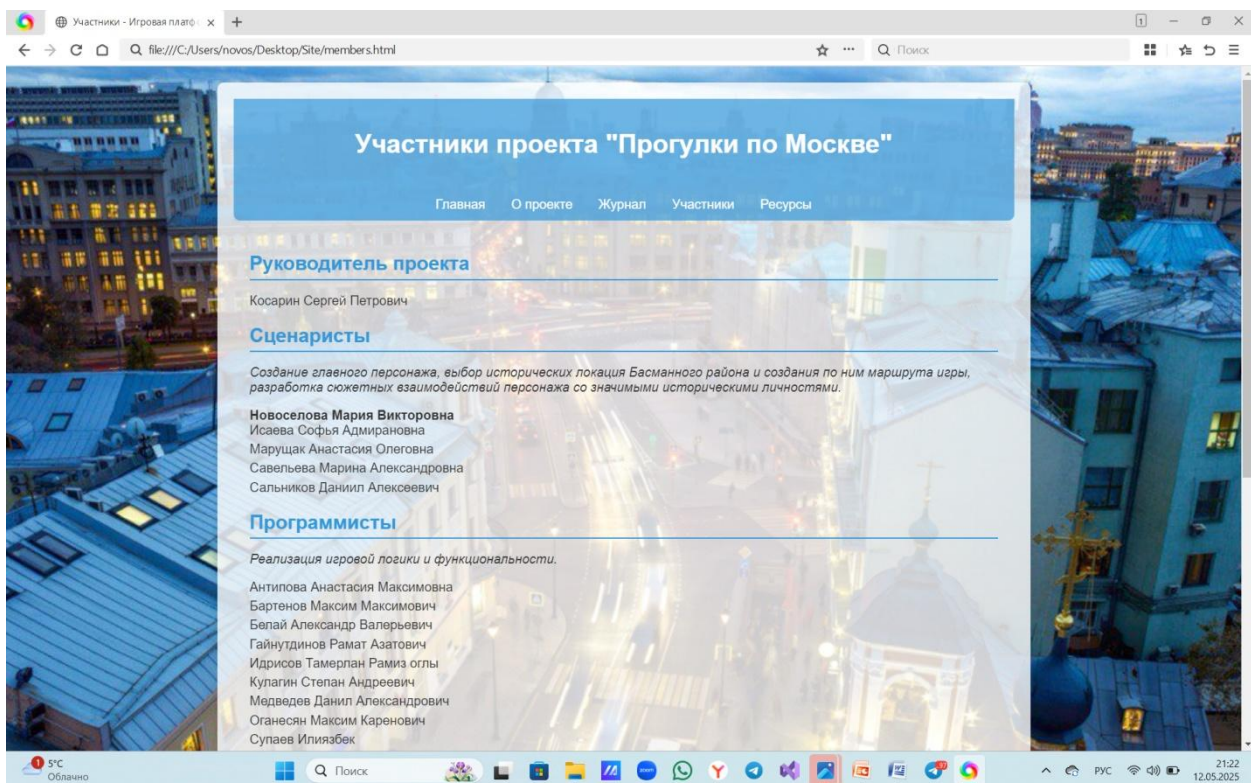 Участники - Игровая платф
file:///C:/Users/novos/Desktop/Site/members.html
Поиск
Участники проекта "Прогулки по Москве"
Главная О проекте Журнал Участники Ресурсы
Руководитель проекта
Косарин Сергей Петрович
Сценаристы
Создание главного персонажа, выбор исторических локация Басманного района и создания по ним маршрута игры,
разработка сюжетных взаимодействий персонажа со значимыми историческими личностями.
Новоселова Мария Викторовна
Исаева Софья Адмирановна
Марущак Анастасия Олеговна
Савельева Марина Александровна
Сальников Даниил Алексеевич
Программисты
Реализация игровой логики и функциональности.
Антипова Анастасия Максимовна
Бартенов Максим Максимович
Белай Александр Валерьевич
Гайнутдинов Рамат Азатович
Идрисов Тамерлан Рамиз оглы
Кулагин Степан Андреевич
Медведев Данил Александрович
Оганесян Максим Каренович
Супаев Илиязбек
1
5°C
Облачно
Поиск
zoom
РУС
21:22
12.05.2025